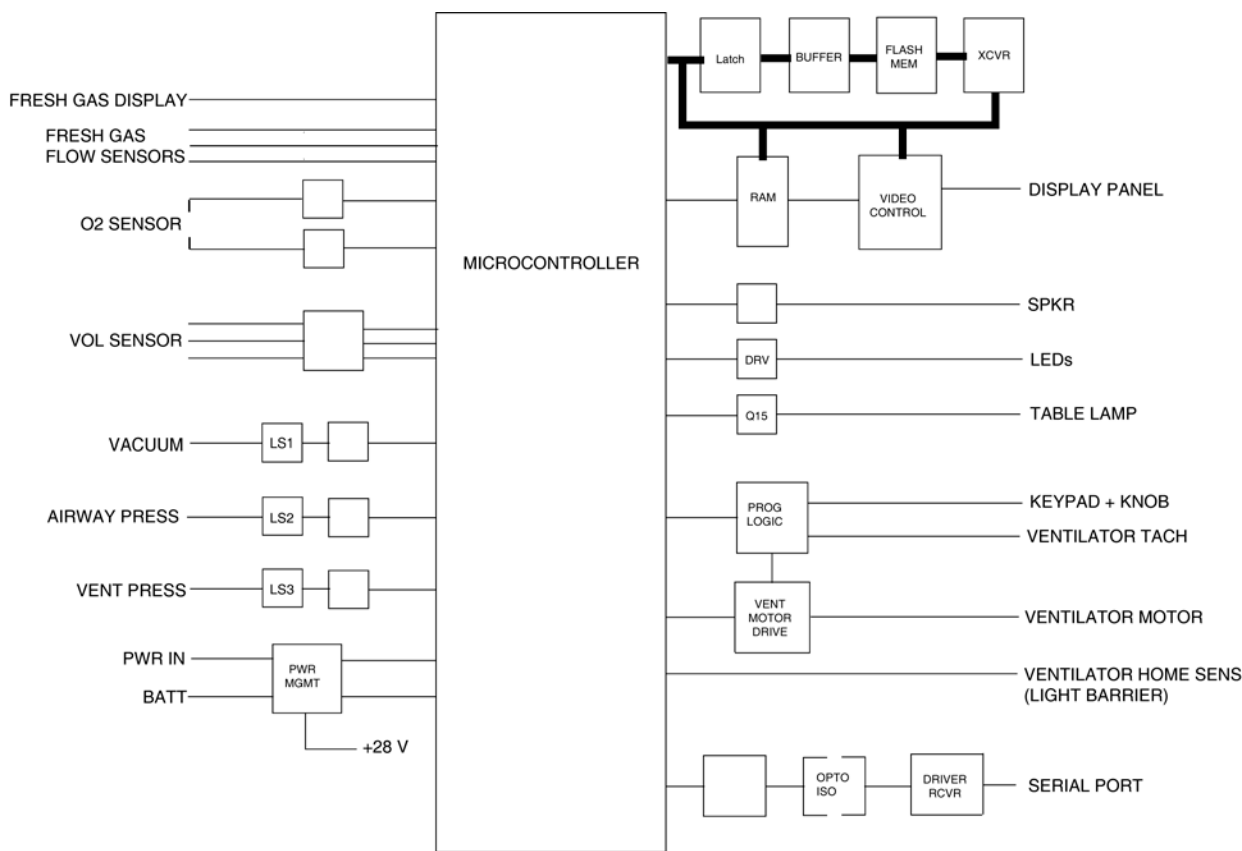 FRESH GAS DISPLAY
FRESH GAS
FLOW SENSORS
O2 SENSOR
VOL SENSOR
VACUUM
LS1
AIRWAY PRESS
LS2
VENT PRESS
LS3
PWR IN
BATT
PWR
MGMT
+28 V
MICROCONTROLLER
Latch
BUFFER
FLASH
MEM
XCVR
RAM
VIDEO
CONTROL
DISPLAY PANEL
SPKR
DRV
LEDs
Q15
TABLE LAMP
PROG
LOGIC
KEYPAD + KNOB
VENTILATOR TACH
VENT
MOTOR
DRIVE
VENTILATOR MOTOR
VENTILATOR HOME SENS
(LIGHT BARRIER)
OPTO
ISO
DRIVER
RCVR
SERIAL PORT